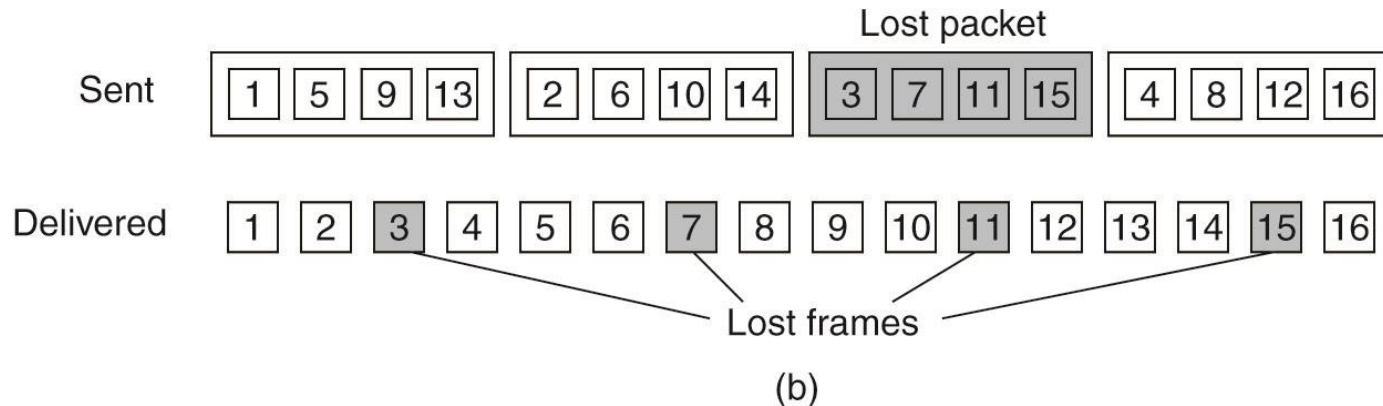 Lost packet
Sent 1 5 9 13 2 6 10 14 3 7 11 15 4 8 12 16
Delivered 1 2 3 4 5 6 7 8 9 10 11 12 13 14 15 16
Lost frames
(b)